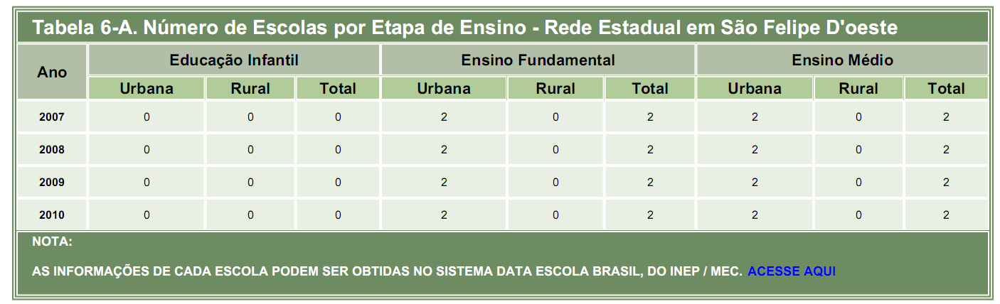 Tabela 6-A. Número de Escolas por Etapa de Ensino - Rede Estadual em São Felipe D'oeste
Ano Educação Infantil Ensino Fundamental Ensino Médio
Urbana Rural Total Urbana Rural Total Urbana Rural Total
2007 0 0 0 2 0 2 2 0 2
2008 0 0 0 2 0 2 2 0 2
2009 0 0 0 2 0 2 2 0 2
2010 0 0 0 2 0 2 2 0 2
NOTA:
AS INFORMAÇÕES DE CADA ESCOLA PODEM SER OBTIDAS NO SISTEMA DATA ESCOLA BRASIL, DO INEP / MEC. ACESSE AQUI